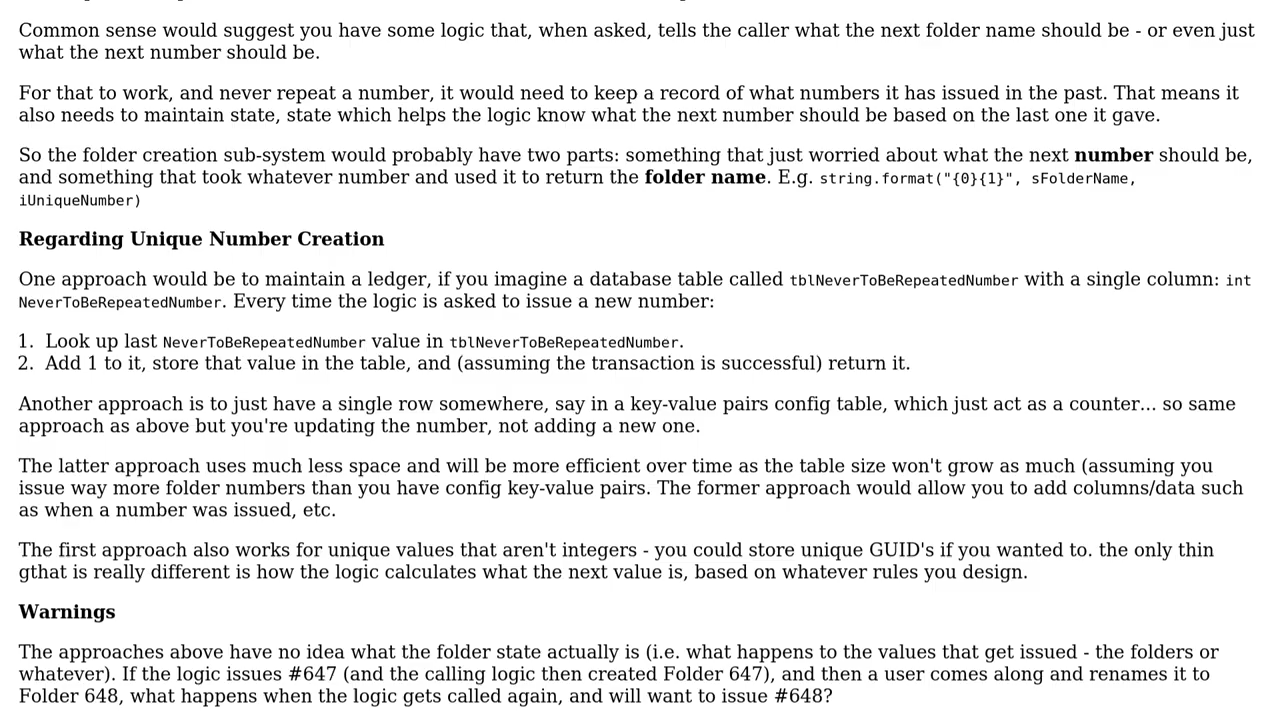 Common sense would suggest you have some logic that, when asked, tells the caller what the next folder name should be - or even just
what the next number should be.
For that to work, and never repeat a number, it would need to keep a record of what numbers it has issued in the past. That means it
also needs to maintain state, state which helps the logic know what the next number should be based on the last one it gave.
So the folder creation sub-system would probably have two parts: something that just worried about what the next number should be,
and something that took whatever number and used it to return the folder name. E.g. string.format("{0}{1}", sFolderName,
iUniqueNumber)
Regarding Unique Number Creation
One approach would be to maintain a ledger, if you imagine a database table called tblNeverToBeRepeatedNumber with a single column: int
NeverToBeRepeatedNumber. Every time the logic is asked to issue a new number:
1. Look up last NeverToBeRepeatedNumber value in tblNeverToBeRepeatedNumber.
2. Add 1 to it, store that value in the table, and (assuming the transaction is successful) return it.
Another approach is to just have a single row somewhere, say in a key-value pairs config table, which just act as a counter... so same
approach as above but you're updating the number, not adding a new one.
The latter approach uses much less space and will be more efficient over time as the table size won't grow as much (assuming you
issue way more folder numbers than you have config key-value pairs. The former approach would allow you to add columns/data such
as when a number was issued, etc.
The first approach also works for unique values that aren't integers - you could store unique GUID's if you wanted to. the only thin
gthat is really different is how the logic calculates what the next value is, based on whatever rules you design.
Warnings
The approaches above have no idea what the folder state actually is (i.e. what happens to the values that get issued - the folders or
whatever). If the logic issues #647 (and the calling logic then created Folder 647), and then a user comes along and renames it to
Folder 648, what happens when the logic gets called again, and will want to issue #648?